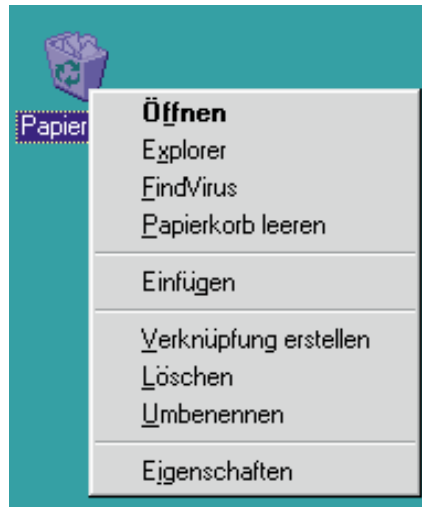 Papier
Öffnen
Explorer
FindVirus
Papierkorb leeren
Einfügen
Verknüpfung erstellen
Löschen
Umbenennen
Eigenschaften